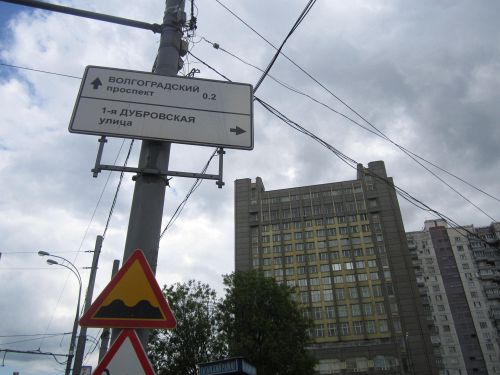 ВОЛГОГРАДСКИЙ
проспект 0.2
1-я ДУБРОВСКАЯ
улица